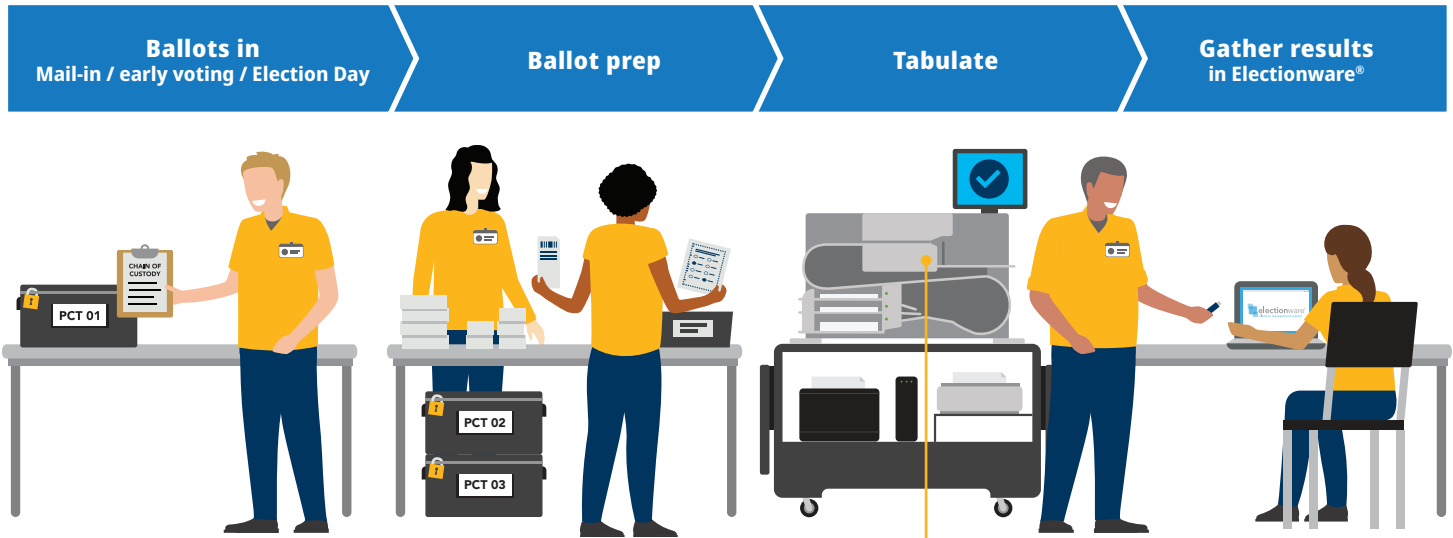 Ballots in
Mail-in / early voting / Election Day
Ballot prep
Tabulate
Gather results
in Electionware®
CHAIN OF
CUSTODY
PCT 01
PCT 02
PCT 03
electionware